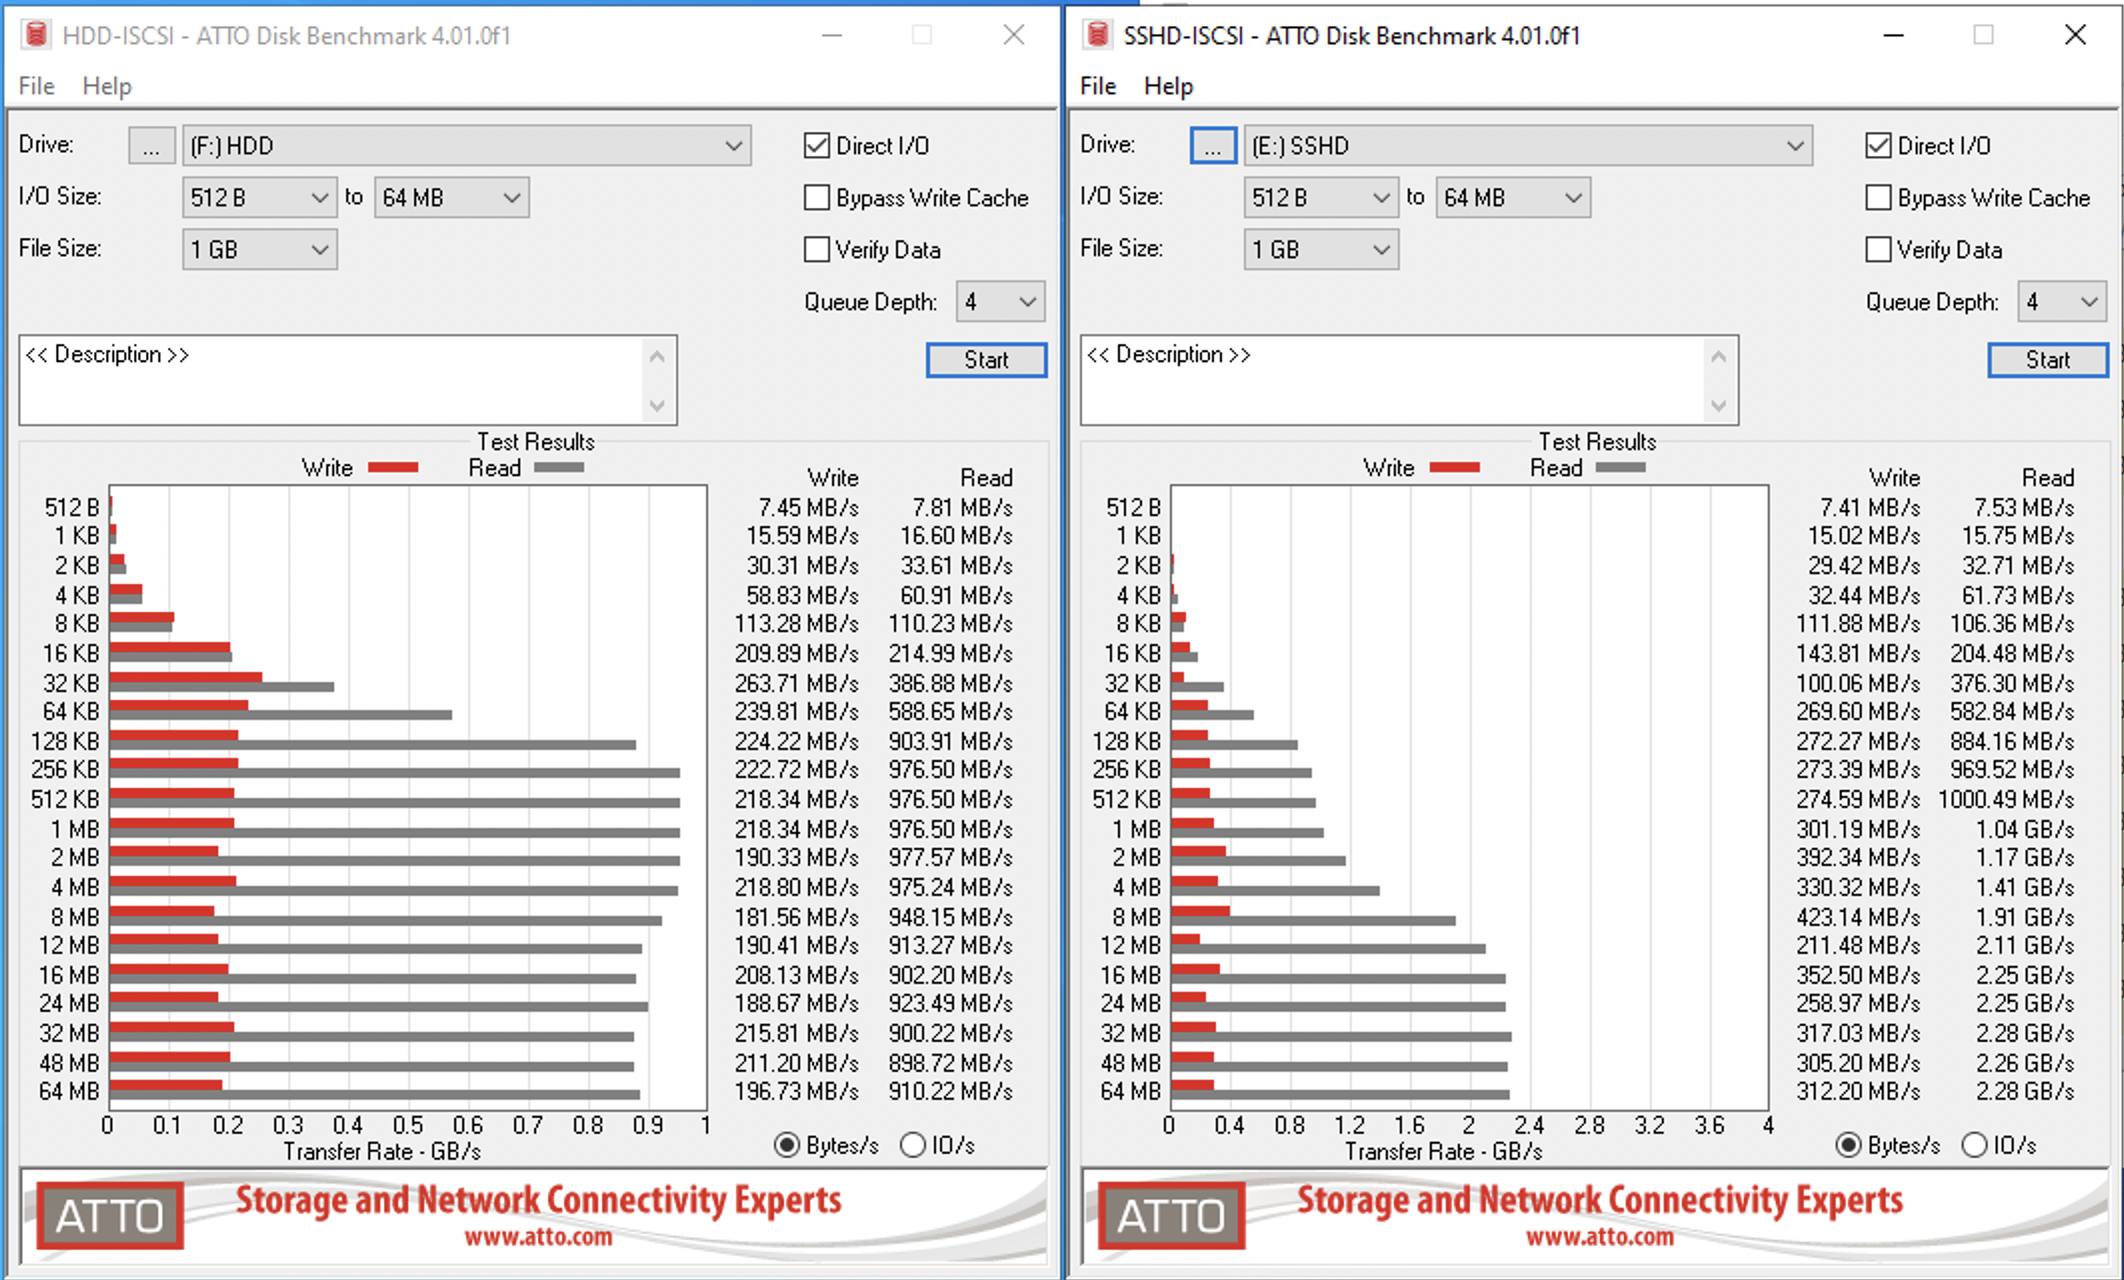 HDD-ISCSI - ATTO Disk Benchmark 4.01.0f1
File Help
Drive: ... (F:) HDD
Direct I/O
I/O Size: 512 B to 64 MB
Bypass Write Cache
File Size: 1 GB
Verify Data
Queue Depth: 4
<< Description >>
Start
Test Results
Write Read
Write Read
512 B 7.45 MB/s 7.81 MB/s
1 KB 15.59 MB/s 16.60 MB/s
2 KB 30.31 MB/s 33.61 MB/s
4 KB 58.83 MB/s 60.91 MB/s
8 KB 113.28 MB/s 110.23 MB/s
16 KB 209.89 MB/s 214.99 MB/s
32 KB 263.71 MB/s 386.88 MB/s
64 KB 239.81 MB/s 588.65 MB/s
128 KB 224.22 MB/s 903.91 MB/s
256 KB 222.72 MB/s 976.50 MB/s
512 KB 218.34 MB/s 976.50 MB/s
1 MB 218.34 MB/s 976.50 MB/s
2 MB 190.33 MB/s 977.57 MB/s
4 MB 218.80 MB/s 975.24 MB/s
8 MB 181.56 MB/s 948.15 MB/s
12 MB 190.41 MB/s 913.27 MB/s
16 MB 208.13 MB/s 902.20 MB/s
24 MB 188.67 MB/s 923.49 MB/s
32 MB 215.81 MB/s 900.22 MB/s
48 MB 211.20 MB/s 898.72 MB/s
64 MB 196.73 MB/s 910.22 MB/s
0 0.1 0.2 0.3 0.4 0.5 0.6 0.7 0.8 0.9 1
Transfer Rate - GB/s
Bytes/s IO/s
ATTO
Storage and Network Connectivity Experts
www.atto.com
SSHD-ISCSI - ATTO Disk Benchmark 4.01.0f1
File Help
Drive: ... (E:) SSHD
Direct I/O
I/O Size: 512 B to 64 MB
Bypass Write Cache
File Size: 1 GB
Verify Data
Queue Depth: 4
<< Description >>
Start
Test Results
Write Read
Write Read
512 B 7.41 MB/s 7.53 MB/s
1 KB 15.02 MB/s 15.75 MB/s
2 KB 29.42 MB/s 32.71 MB/s
4 KB 32.44 MB/s 61.73 MB/s
8 KB 111.88 MB/s 106.36 MB/s
16 KB 143.81 MB/s 204.48 MB/s
32 KB 100.06 MB/s 376.30 MB/s
64 KB 269.60 MB/s 582.84 MB/s
128 KB 272.27 MB/s 884.16 MB/s
256 KB 273.39 MB/s 969.52 MB/s
512 KB 274.59 MB/s 1000.49 MB/s
1 MB 301.19 MB/s 1.04 GB/s
2 MB 392.34 MB/s 1.17 GB/s
4 MB 330.32 MB/s 1.41 GB/s
8 MB 423.14 MB/s 1.91 GB/s
12 MB 211.48 MB/s 2.11 GB/s
16 MB 352.50 MB/s 2.25 GB/s
24 MB 258.97 MB/s 2.25 GB/s
32 MB 317.03 MB/s 2.28 GB/s
48 MB 305.20 MB/s 2.26 GB/s
64 MB 312.20 MB/s 2.28 GB/s
0 0.4 0.8 1.2 1.6 2 2.4 2.8 3.2 3.6 4
Transfer Rate - GB/s
Bytes/s IO/s
ATTO
Storage and Network Connectivity Experts
www.atto.com